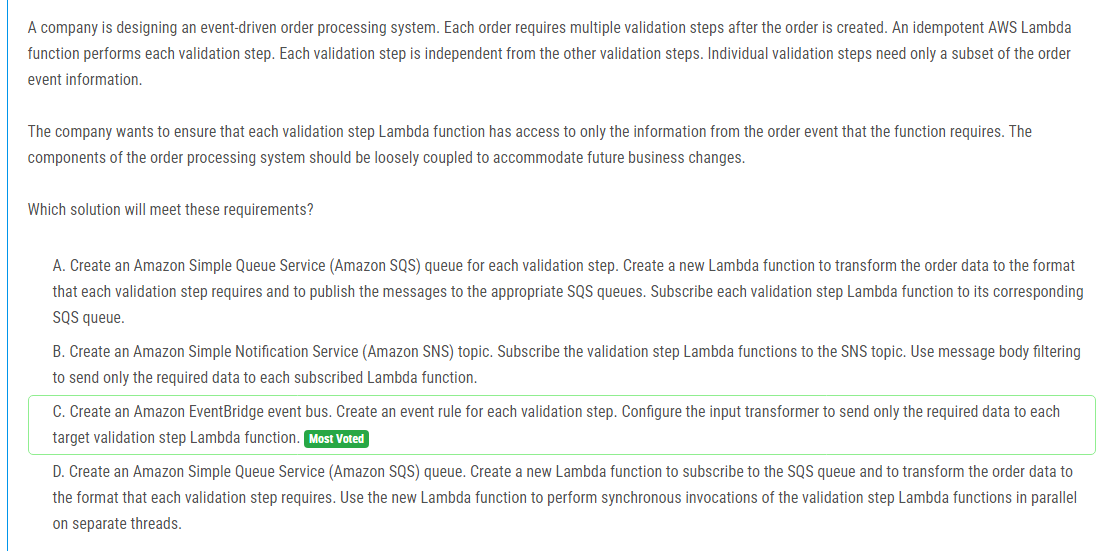 A company is designing an event-driven order processing system. Each order requires multiple validation steps after the order is created. An idempotent AWS Lambda
function performs each validation step. Each validation step is independent from the other validation steps. Individual validation steps need only a subset of the order
event information.
The company wants to ensure that each validation step Lambda function has access to only the information from the order event that the function requires. The
components of the order processing system should be loosely coupled to accommodate future business changes.
Which solution will meet these requirements?
A. Create an Amazon Simple Queue Service (Amazon SQS) queue for each validation step. Create a new Lambda function to transform the order data to the format
that each validation step requires and to publish the messages to the appropriate SQS queues. Subscribe each validation step Lambda function to its corresponding
SQS queue.
B. Create an Amazon Simple Notification Service (Amazon SNS) topic. Subscribe the validation step Lambda functions to the SNS topic. Use message body filtering
to send only the required data to each subscribed Lambda function.
C. Create an Amazon EventBridge event bus. Create an event rule for each validation step. Configure the input transformer to send only the required data to each
target validation step Lambda function. Most Voted
D. Create an Amazon Simple Queue Service (Amazon SQS) queue. Create a new Lambda function to subscribe to the SQS queue and to transform the order data to
the format that each validation step requires. Use the new Lambda function to perform synchronous invocations of the validation step Lambda functions in parallel
on separate threads.